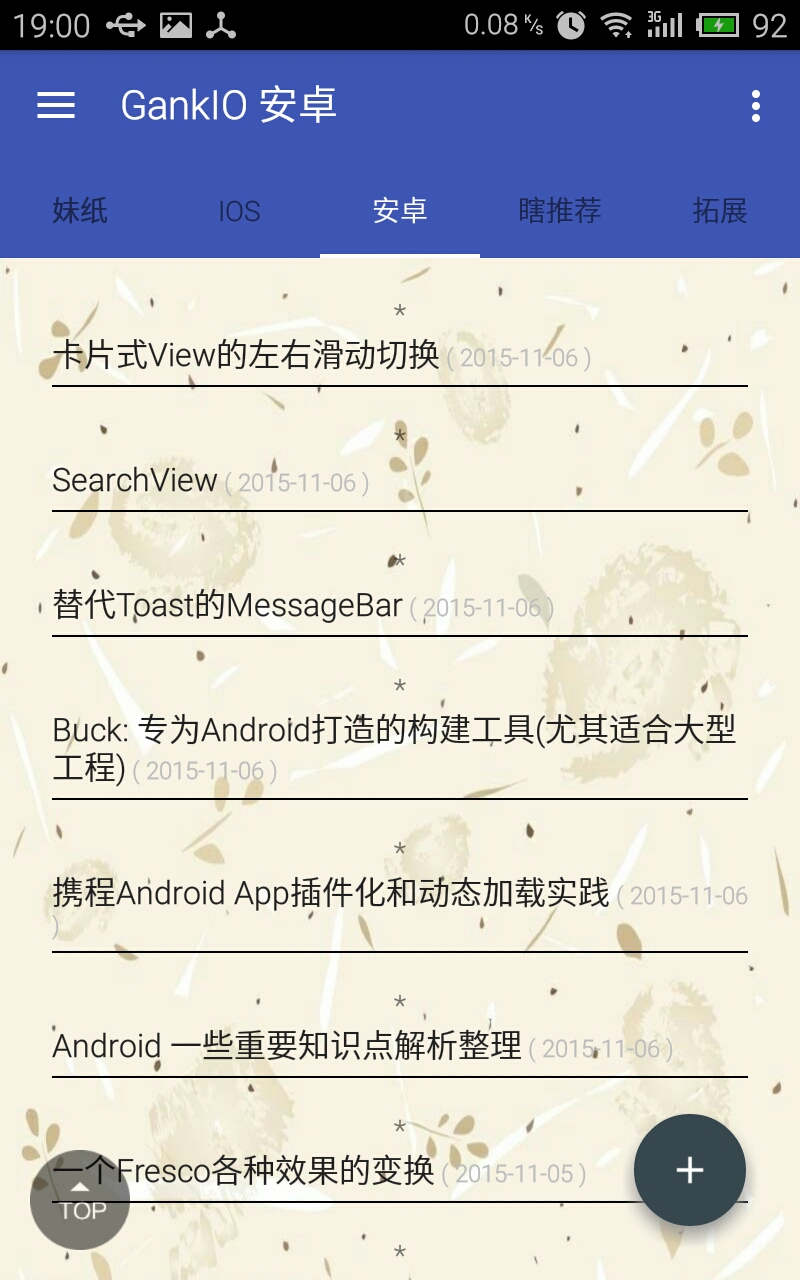 19:00 0.08 K/s 3G 92
GankIO 安卓
妹纸 IOS 安卓 瞎推荐 拓展
*
卡片式View的左右滑动切换 ( 2015-11-06 )
*
SearchView ( 2015-11-06 )
*
替代Toast的MessageBar ( 2015-11-06 )
*
Buck: 专为Android打造的构建工具(尤其适合大型
工程) ( 2015-11-06 )
*
携程Android App插件化和动态加载实践 ( 2015-11-06
)
*
Android 一些重要知识点解析整理 ( 2015-11-06 )
*
一个Fresco各种效果的变换 ( 2015-11-05 )
TOP
+
*